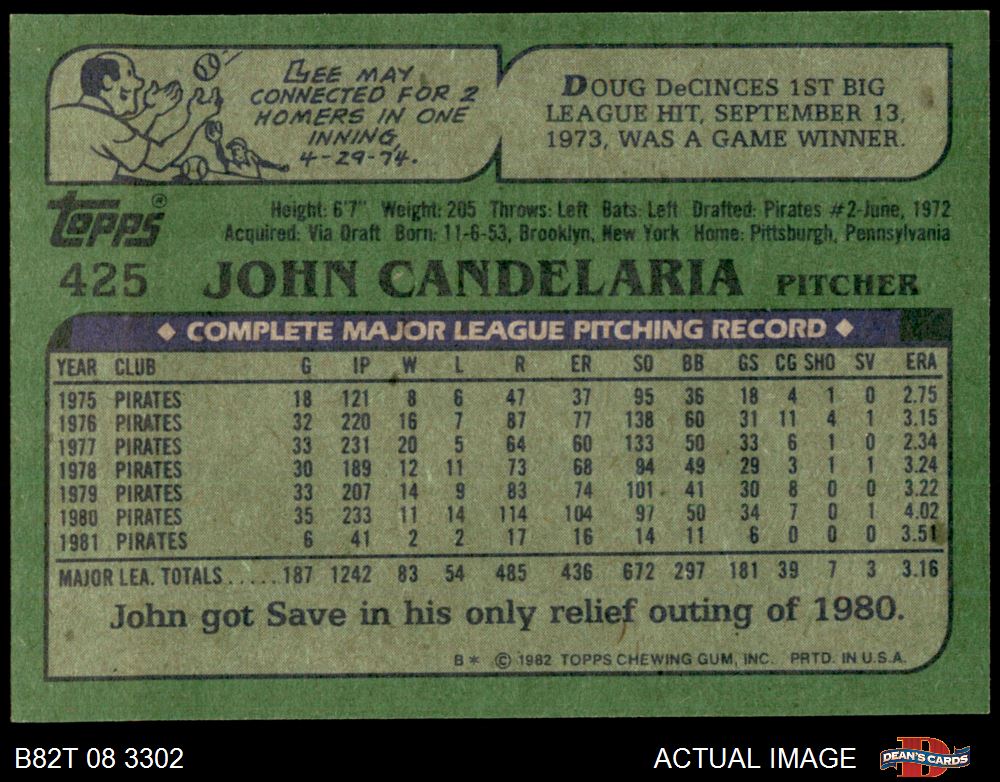 GEE MAY
CONNECTED FOR 2
HOMERS IN ONE
INNING,
4-29-74.
DOUG DeCINCES 1ST BIG
LEAGUE HIT, SEPTEMBER 13,
1973, WAS A GAME WINNER.
Topps®
Height: 6'7" Weight: 205 Throws: Left Bats: Left Drafted: Pirates #2-June, 1972
Acquired: Via Draft Born: 11-6-53, Brooklyn, New York Home: Pittsburgh, Pennsylvania
425 JOHN CANDELARIA PITCHER
◆ COMPLETE MAJOR LEAGUE PITCHING RECORD ◆
YEAR CLUB G IP W L R ER SO BB GS CG SHO SV ERA
1975 PIRATES 18 121 8 6 47 37 95 36 18 4 1 0 2.75
1976 PIRATES 32 220 16 7 87 77 138 60 31 11 4 1 3.15
1977 PIRATES 33 231 20 5 64 60 133 50 33 6 1 0 2.34
1978 PIRATES 30 189 12 11 73 68 94 49 29 3 1 1 3.24
1979 PIRATES 33 207 14 9 83 74 101 41 30 8 0 0 3.22
1980 PIRATES 35 233 11 14 114 104 97 50 34 7 0 1 4.02
1981 PIRATES 6 41 2 2 17 16 14 11 6 0 0 0 3.51
MAJOR LEA. TOTALS.....187 1242 83 54 485 436 672 297 181 39 7 3 3.16
John got Save in his only relief outing of 1980.
B* © 1982 TOPPS CHEWING GUM, INC. PRTD. IN U.S.A.
B82T 08 3302 ACTUAL IMAGE DEAN'S CARDS